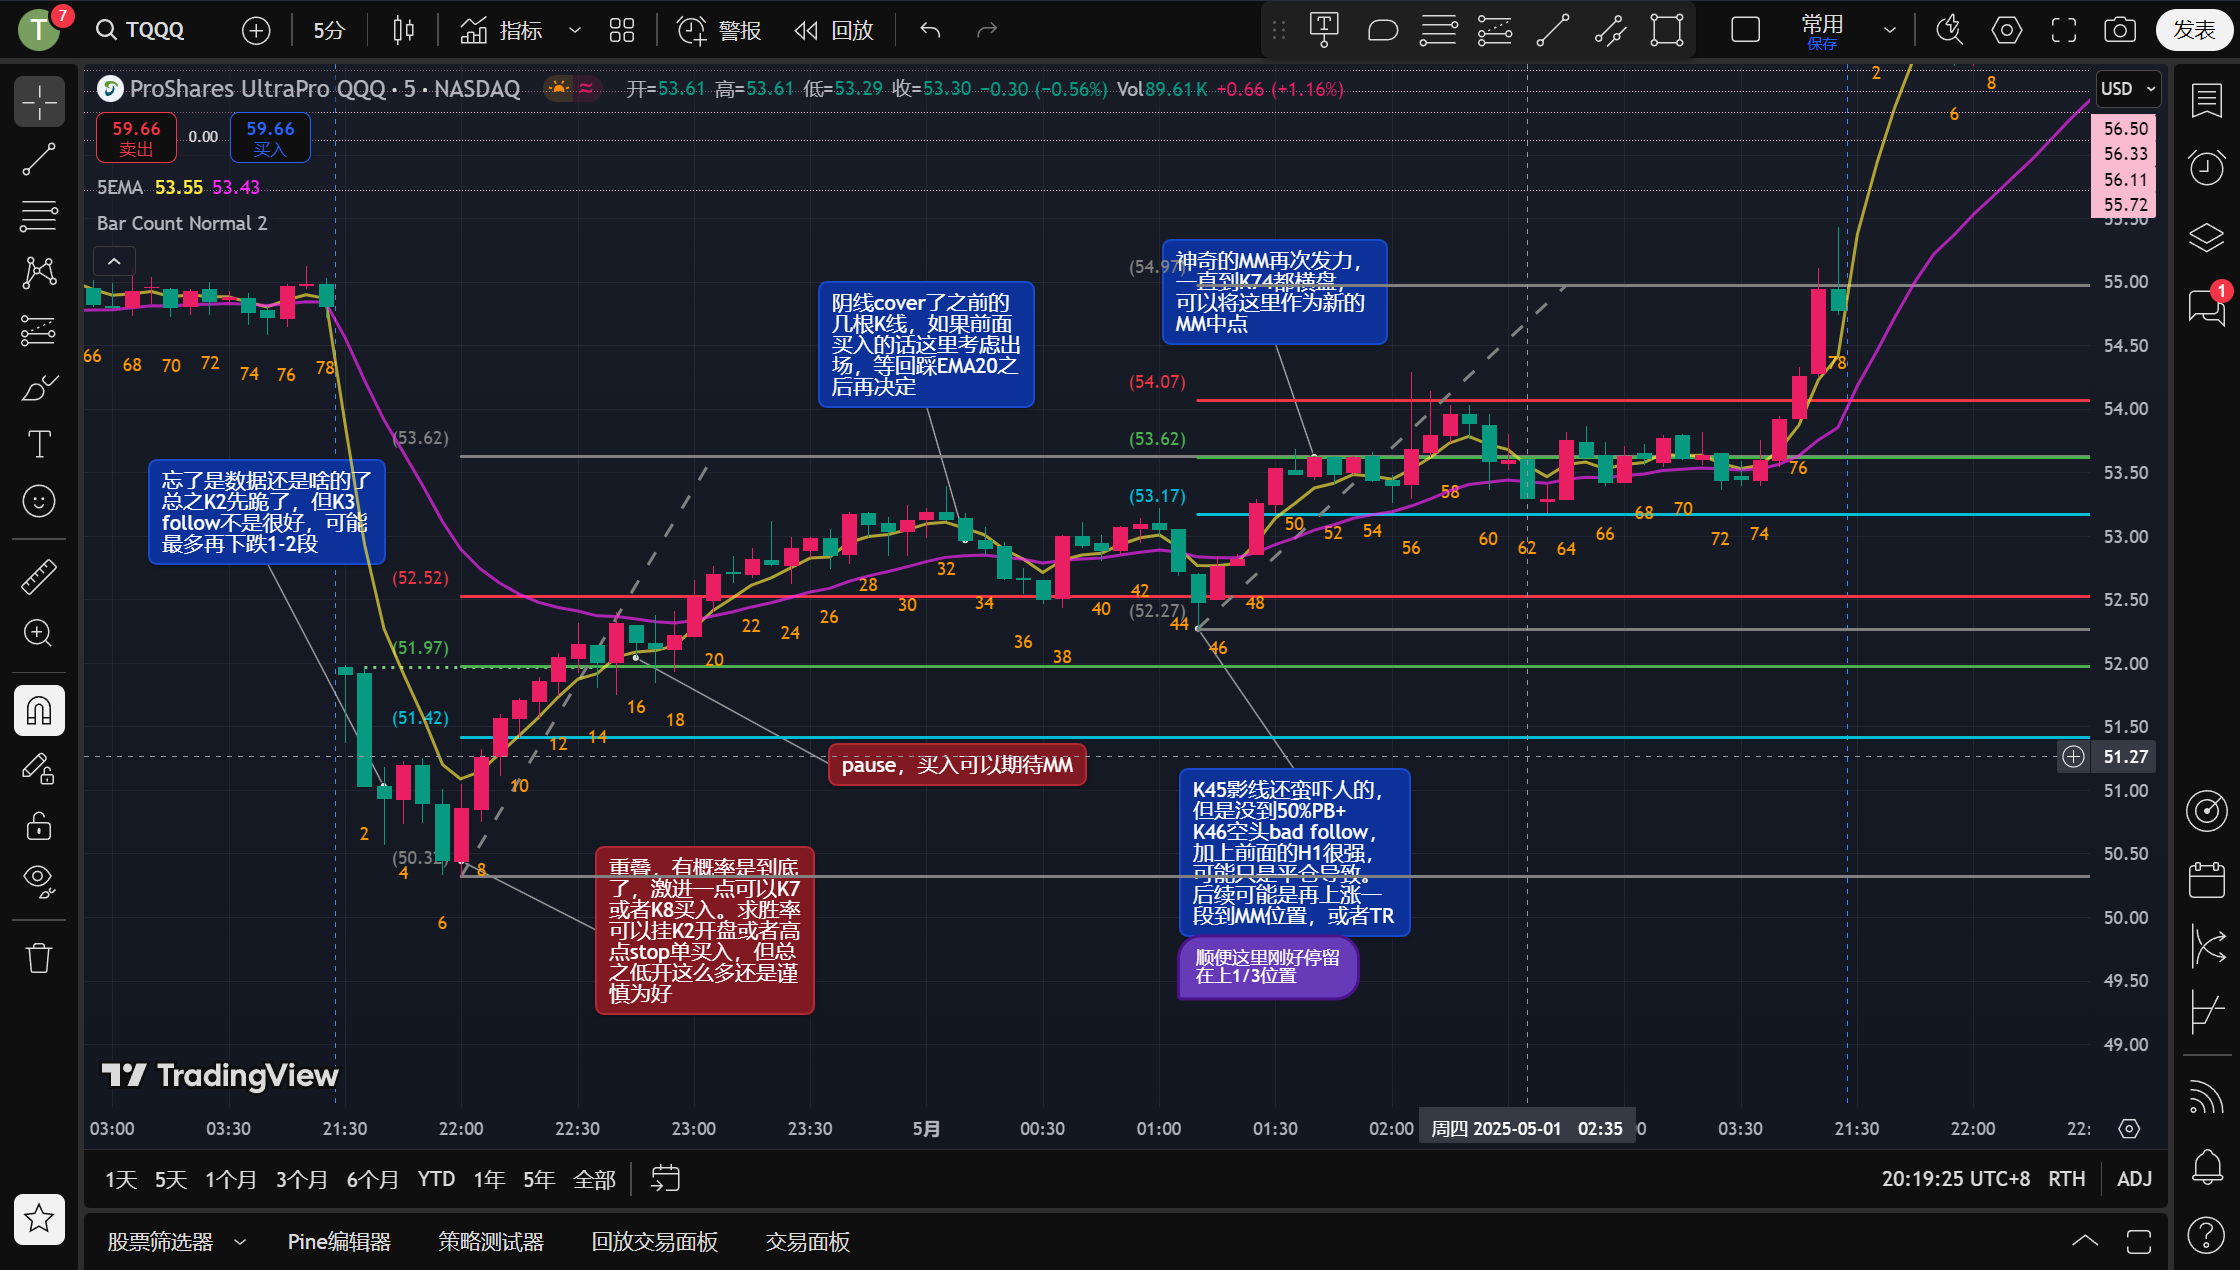 T
7
TQQQ
5分
指标
警报
回放
常用
保存
发表
ProShares UltraPro QQQ · 5 · NASDAQ
开=53.61 高=53.61 低=53.29 收=53.30 −0.30 (−0.56%) Vol89.61K +0.66 (+1.16%)
USD
59.66
卖出
0.00
59.66
买入
5EMA 53.55 53.43
Bar Count Normal 2
2
8
6
56.50
56.33
56.11
55.72
55.50
55.00
54.50
54.00
53.50
53.00
52.50
52.00
51.50
51.27
51.00
50.50
50.00
49.50
49.00
1
66
68
70
72
74
76
78
忘了是数据还是啥的了
总之K2先跪了，但K3
follow不是很好，可能
最多再下跌1-2段
阴线cover了之前的
几根K线，如果前面
买入的话这里考虑出
场，等回踩EMA20之
后再决定
神奇的MM再次发力，
一直到K74都横盘，
可以将这里作为新的
MM中点
(54.97)
(54.07)
(53.62)
(53.17)
(52.27)
(53.62)
(52.52)
(51.97)
(51.42)
(50.32)
2
4
6
8
10
12
14
16
18
20
22
24
26
28
30
32
34
36
38
40
42
44
46
48
50
52
54
56
58
60
62
64
66
68
70
72
74
76
78
pause，买入可以期待MM
重叠，有概率是到底
了，激进一点可以K7
或者K8买入。求胜率
可以挂K2开盘或者高
点stop单买入，但总
之低开这么多还是谨
慎为好
K45影线还蛮吓人的，
但是没到50%PB+
K46空头bad follow，
加上前面的H1很强，
可能只是平仓导致。
后续可能是再上涨一
段到MM位置，或者TR
顺便这里刚好停留
在上1/3位置
TradingView
03:00
03:30
21:30
22:00
22:30
23:00
23:30
5月
00:30
01:00
01:30
02:00
周四 2025-05-01 02:35
03:30
21:30
22:00
22:
1天 5天 1个月 3个月 6个月 YTD 1年 5年 全部
20:19:25 UTC+8 RTH ADJ
股票筛选器 Pine编辑器 策略测试器 回放交易面板 交易面板